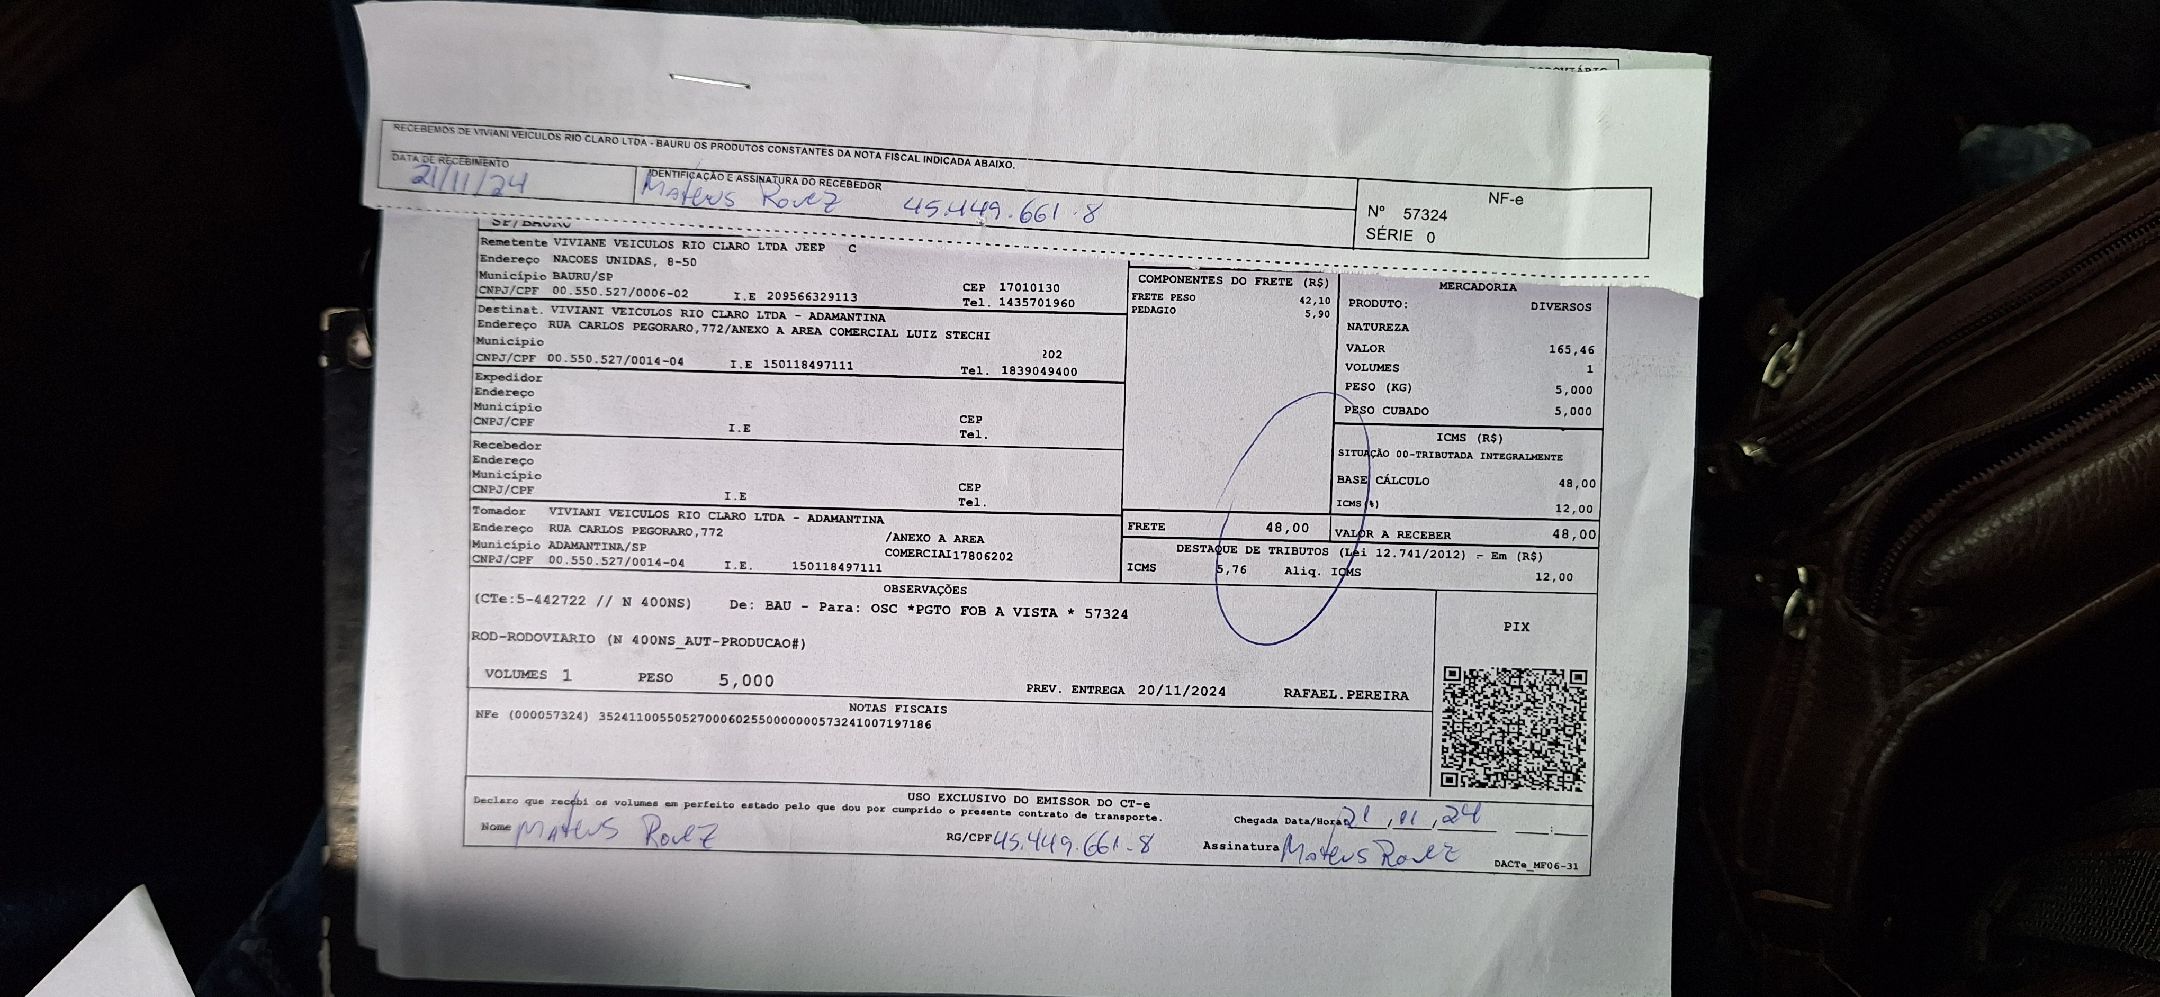 RECEBEMOS DE VIVIANI VEICULOS RIO CLARO LTDA - BAURU OS PRODUTOS CONSTANTES DA NOTA FISCAL INDICADA ABAIXO.
DATA DE RECEBIMENTO
21/11/24
IDENTIFICAÇÃO E ASSINATURA DO RECEBEDOR
Mateus Rovez 45.449.661-8
NF-e
Nº 57324
SÉRIE 0
SP/BAURU
Remetente VIVIANE VEICULOS RIO CLARO LTDA JEEP C
Endereço NACOES UNIDAS, 8-50
Município BAURU/SP CEP 17010130
CNPJ/CPF 00.550.527/0006-02 I.E 209566329113 Tel. 1435701960
Destinat. VIVIANI VEICULOS RIO CLARO LTDA - ADAMANTINA
Endereço RUA CARLOS PEGORARO,772/ANEXO A AREA COMERCIAL LUIZ STECHI
Município 202
CNPJ/CPF 00.550.527/0014-04 I.E 150118497111 Tel. 1839049400
Expedidor
Endereço
Município CEP
CNPJ/CPF I.E Tel.
Recebedor
Endereço
Município CEP
CNPJ/CPF I.E Tel.
Tomador VIVIANI VEICULOS RIO CLARO LTDA - ADAMANTINA
Endereço RUA CARLOS PEGORARO,772 /ANEXO A AREA
Município ADAMANTINA/SP COMERCIAI17806202
CNPJ/CPF 00.550.527/0014-04 I.E. 150118497111
COMPONENTES DO FRETE (R$)
FRETE PESO 42,10
PEDAGIO 5,90
FRETE 48,00
MERCADORIA
PRODUTO: DIVERSOS
NATUREZA
VALOR 165,46
VOLUMES 1
PESO (KG) 5,000
PESO CUBADO 5,000
ICMS (R$)
SITUAÇÃO 00-TRIBUTADA INTEGRALMENTE
BASE CÁLCULO 48,00
ICMS(%) 12,00
VALOR A RECEBER 48,00
DESTAQUE DE TRIBUTOS (Lei 12.741/2012) - Em (R$)
ICMS 5,76 Aliq. ICMS 12,00
OBSERVAÇÕES
(CTe:5-442722 // N 400NS) De: BAU - Para: OSC *PGTO FOB A VISTA * 57324
ROD-RODOVIARIO (N 400NS_AUT-PRODUCAO#)
VOLUMES 1 PESO 5,000 PREV. ENTREGA 20/11/2024 RAFAEL.PEREIRA
PIX
NOTAS FISCAIS
NFe (000057324) 35241100550527000602550000000573241007197186
USO EXCLUSIVO DO EMISSOR DO CT-e
Declaro que recebi os volumes em perfeito estado pelo que dou por cumprido o presente contrato de transporte.
Chegada Data/Hora 21,11,24 __:__
Nome Mateus Rovez RG/CPF 45.449.661-8 Assinatura Mateus Rovez
DACTe_MF06-31